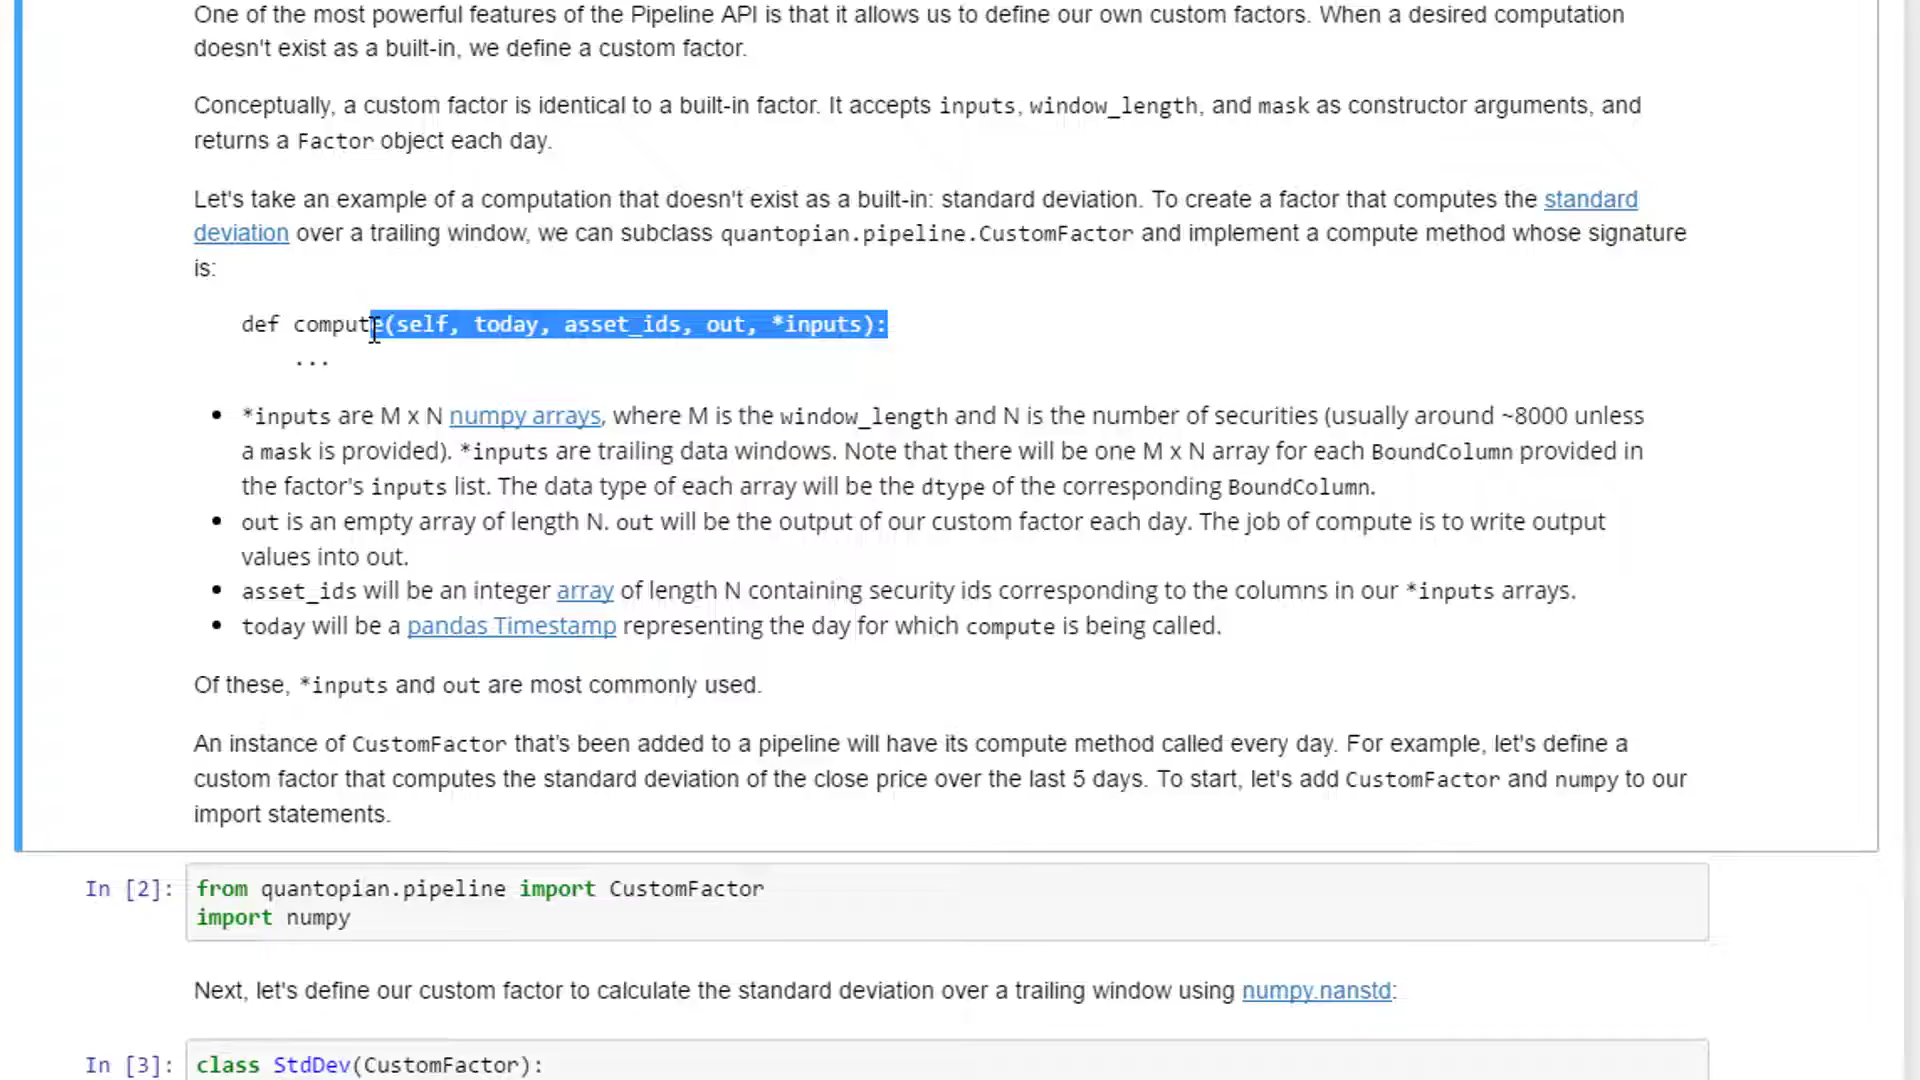 One of the most powerful features of the Pipeline API is that it allows us to define our own custom factors. When a desired computation
doesn't exist as a built-in, we define a custom factor.
Conceptually, a custom factor is identical to a built-in factor. It accepts inputs, window_length, and mask as constructor arguments, and
returns a Factor object each day.
Let's take an example of a computation that doesn't exist as a built-in: standard deviation. To create a factor that computes the standard
deviation over a trailing window, we can subclass quantopian.pipeline.CustomFactor and implement a compute method whose signature
is:
def compute(self, today, asset_ids, out, *inputs):
...
• *inputs are M x N numpy arrays, where M is the window_length and N is the number of securities (usually around ~8000 unless
a mask is provided). *inputs are trailing data windows. Note that there will be one M x N array for each BoundColumn provided in
the factor's inputs list. The data type of each array will be the dtype of the corresponding BoundColumn.
• out is an empty array of length N. out will be the output of our custom factor each day. The job of compute is to write output
values into out.
• asset_ids will be an integer array of length N containing security ids corresponding to the columns in our *inputs arrays.
• today will be a pandas Timestamp representing the day for which compute is being called.
Of these, *inputs and out are most commonly used.
An instance of CustomFactor that's been added to a pipeline will have its compute method called every day. For example, let's define a
custom factor that computes the standard deviation of the close price over the last 5 days. To start, let's add CustomFactor and numpy to our
import statements.
In [2]: from quantopian.pipeline import CustomFactor
import numpy
Next, let's define our custom factor to calculate the standard deviation over a trailing window using numpy.nanstd:
In [3]: class StdDev(CustomFactor):